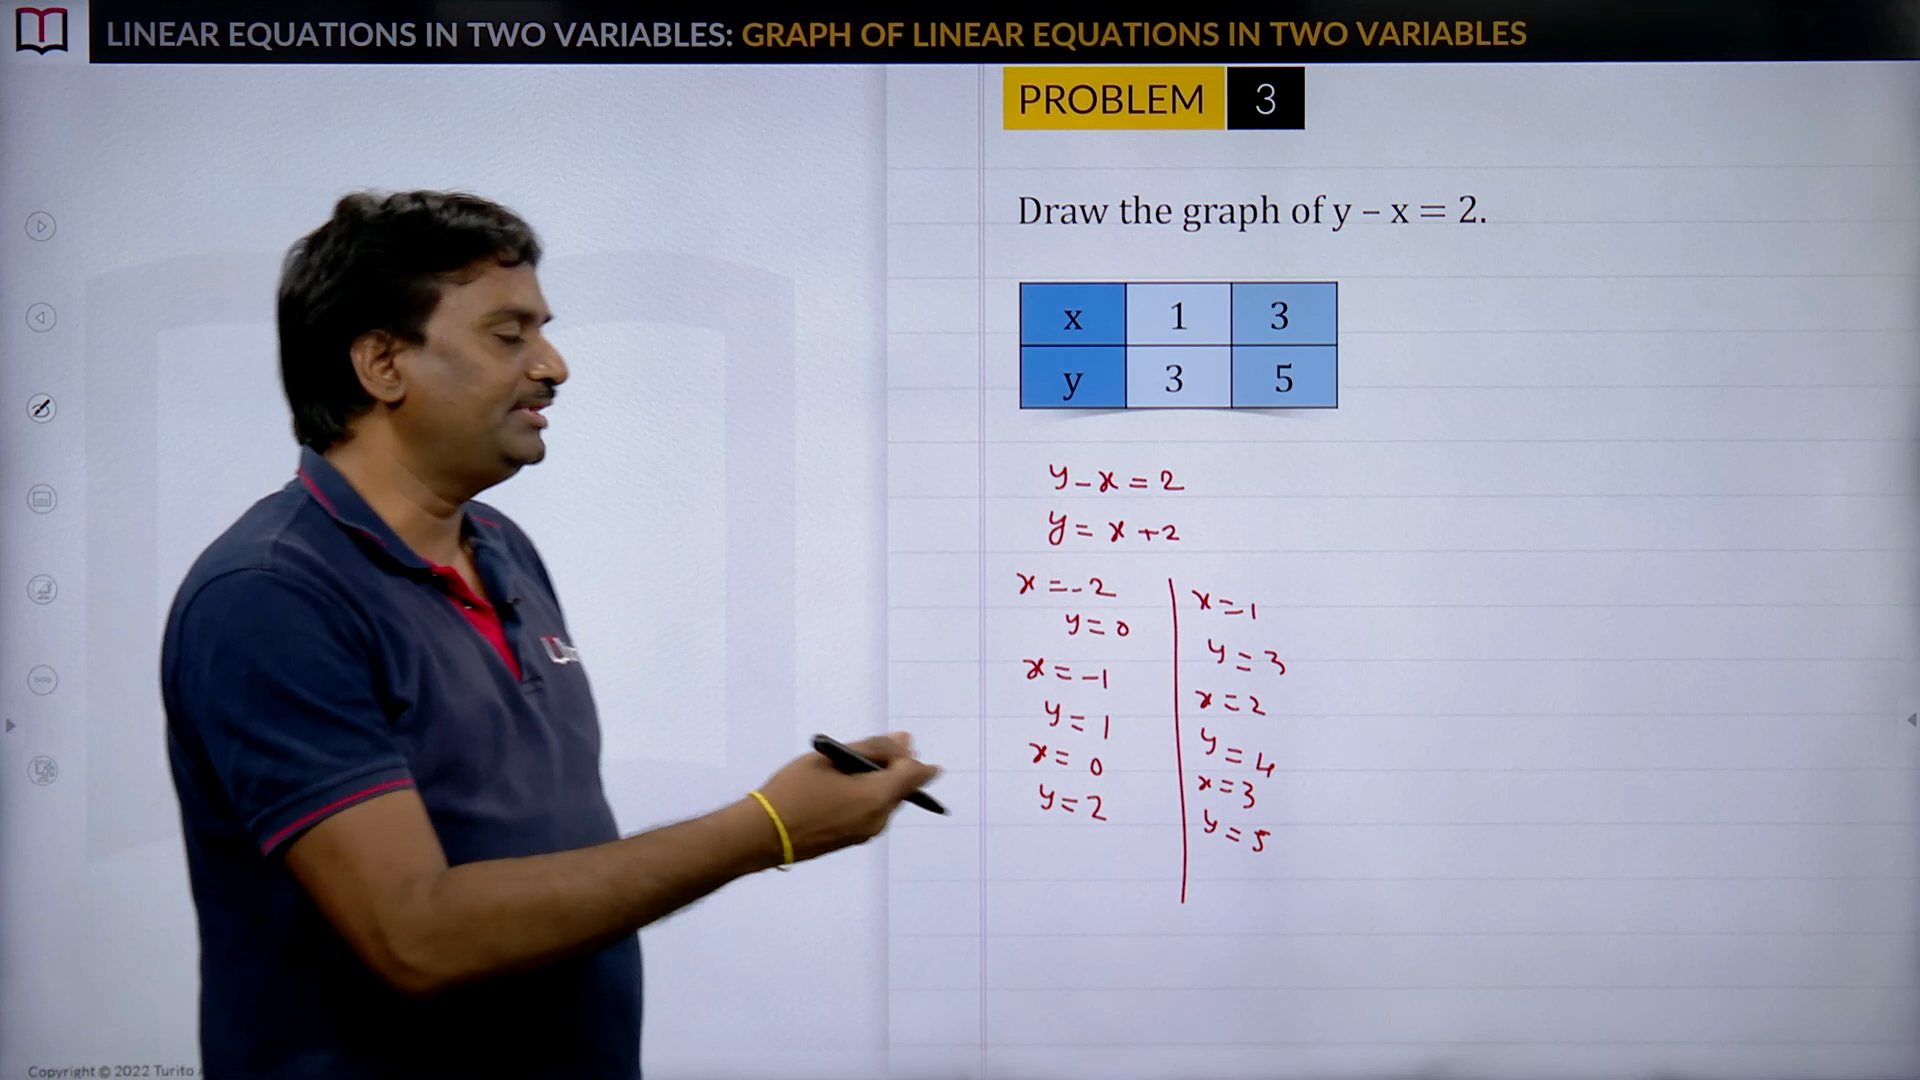 LINEAR EQUATIONS IN TWO VARIABLES: GRAPH OF LINEAR EQUATIONS IN TWO VARIABLES
PROBLEM 3
Draw the graph of y – x = 2.
x 1 3
y 3 5
y - x = 2
y = x + 2
x = -2
y = 0
x = -1
y = 1
x = 0
y = 2
x = 1
y = 3
x = 2
y = 4
x = 3
y = 5
Copyright © 2022 Turito